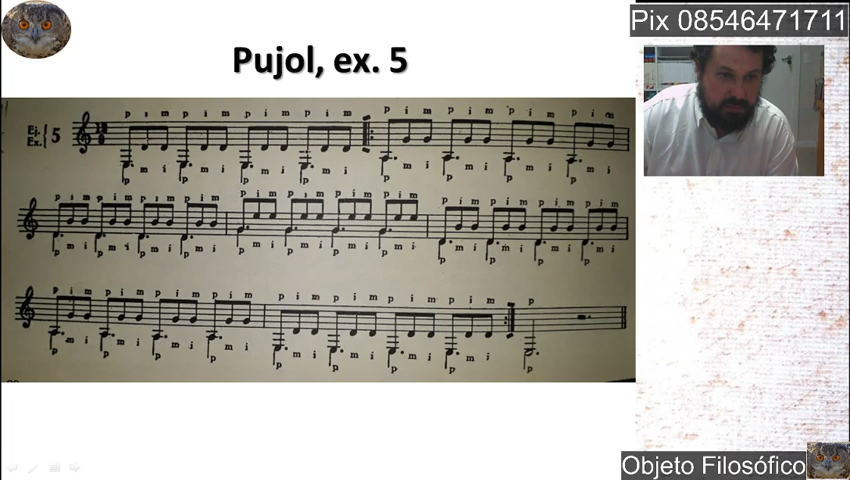 Pix 08546471711
Pujol, ex. 5
p i m p i m p i m p i m p i m p i m p i m p i m
Ej. 5
Ex.
m i m i m i m i m i m i m i m i
p p p p p p p p
p i m p i m p i m p i m p i m p i m p i m p i m p i m p i m p i m p i m
m i m i m i m i m i m i m i m i m i m i m i m i
p p p p p p p p p p p p
p i m p i m p i m p i m p i m p i m p i m p i m p
m i m i m i m i m i m i m i m i
p p p p p p p p p
Objeto Filosófico